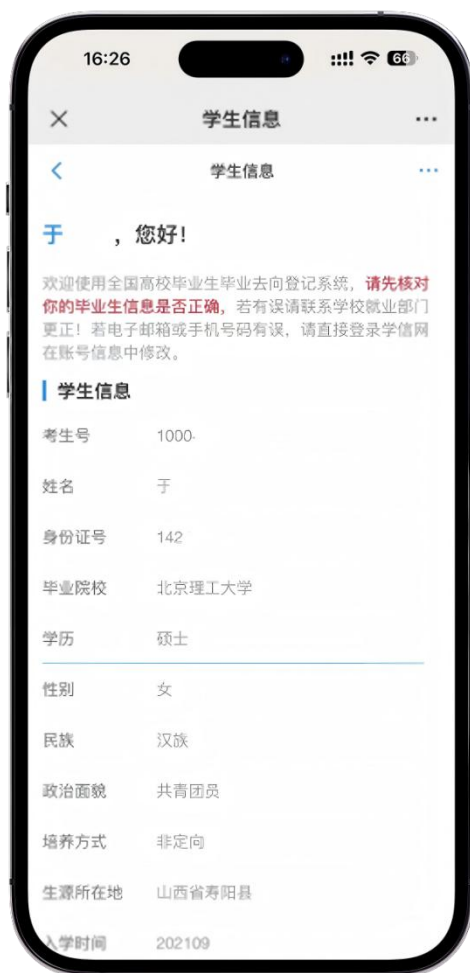 16:26
66
学生信息
学生信息
于 ，您好！
欢迎使用全国高校毕业生毕业去向登记系统，请先核对
你的毕业生信息是否正确，若有误请联系学校就业部门
更正！若电子邮箱或手机号码有误，请直接登录学信网
在账号信息中修改。
学生信息
考生号 1000-
姓名 于
身份证号 142
毕业院校 北京理工大学
学历 硕士
性别 女
民族 汉族
政治面貌 共青团员
培养方式 非定向
生源所在地 山西省寿阳县
入学时间 202109